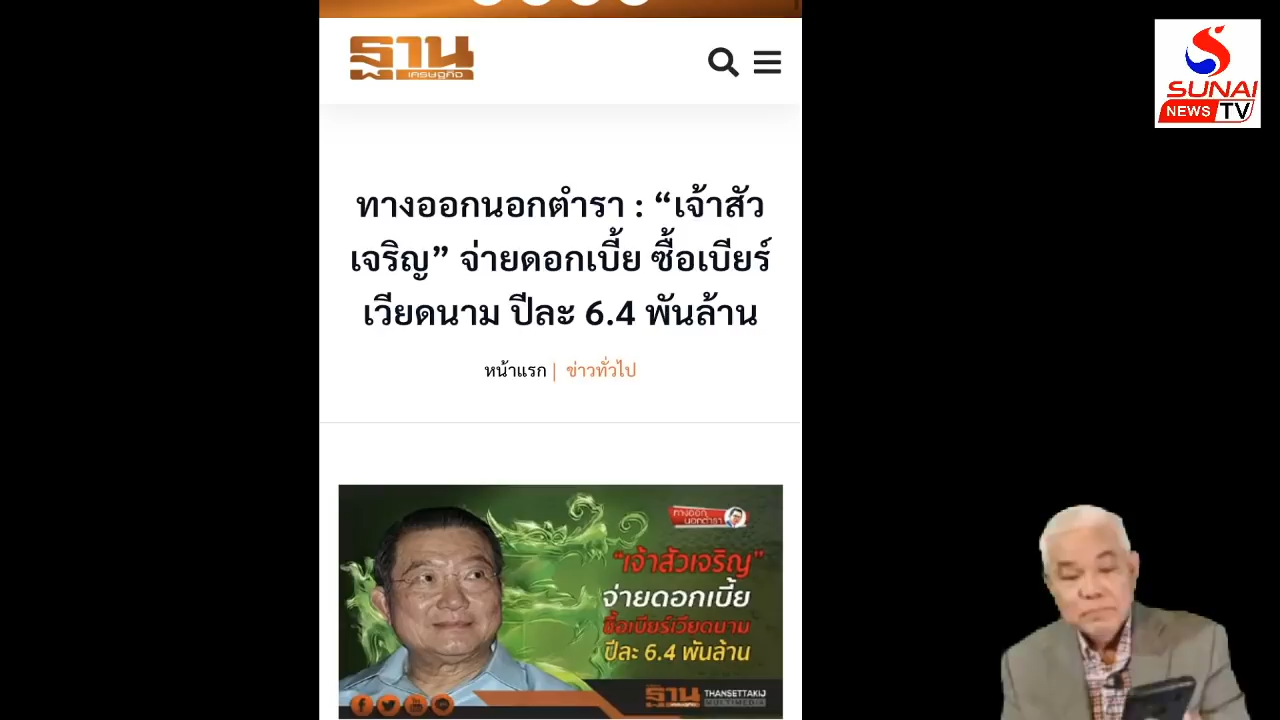 ฐาน
เศรษฐกิจ
SUNAI
NEWS TV
ทางออกนอกตำรา : “เจ้าสัว
เจริญ” จ่ายดอกเบี้ย ซื้อเบียร์
เวียดนาม ปีละ 6.4 พันล้าน
หน้าแรก | ข่าวทั่วไป
ทางออก
นอกตำรา
“เจ้าสัวเจริญ”
จ่ายดอกเบี้ย
ซื้อเบียร์เวียดนาม
ปีละ 6.4 พันล้าน
ฐาน
เศรษฐกิจ
THANSETTAKIJ
MULTIMEDIA